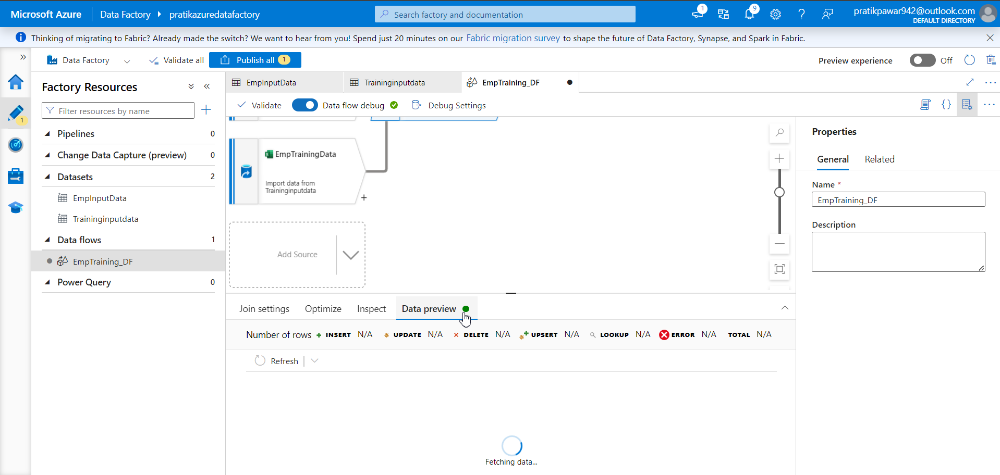 Microsoft Azure
Data Factory
pratikazuredatafactory
Search factory and documentation
1
9
pratikpawar942@outlook.com
DEFAULT DIRECTORY
Thinking of migrating to Fabric? Already made the switch? We want to hear from you! Spend just 20 minutes on our Fabric migration survey to shape the future of Data Factory, Synapse, and Spark in Fabric.
Data Factory
Validate all
Publish all 1
Preview experience
Off
1
Factory Resources
Filter resources by name
Pipelines 0
Change Data Capture (preview) 0
Datasets 2
EmpInputData
Traininginputdata
Data flows 1
EmpTraining_DF
Power Query 0
EmpInputData
Traininginputdata
EmpTraining_DF
Validate
Data flow debug
Debug Settings
EmpTrainingData
Import data from
Traininginputdata
Add Source
Join settings
Optimize
Inspect
Data preview
Number of rows INSERT N/A UPDATE N/A DELETE N/A UPSERT N/A LOOKUP N/A ERROR N/A TOTAL N/A
Refresh
Fetching data...
Properties
General
Related
Name *
EmpTraining_DF
Description